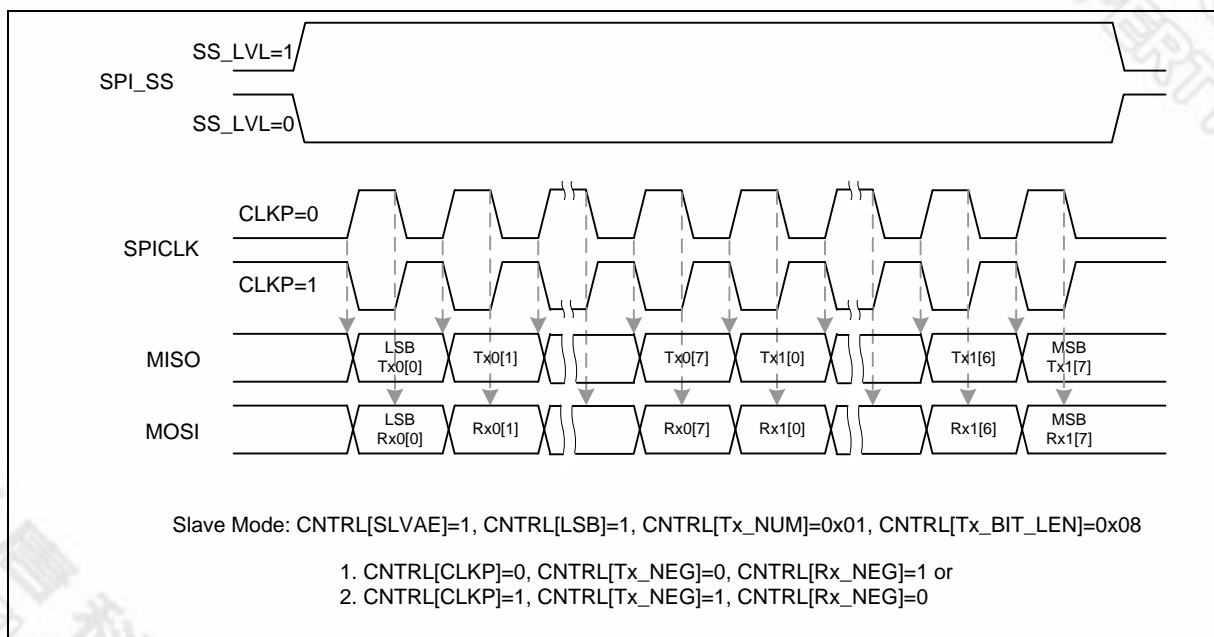 SS_LVL=1
SPI_SS
SS_LVL=0
CLKP=0
SPICLK
CLKP=1
MISO
LSB
Tx0[0]
Tx0[1]
Tx0[7]
Tx1[0]
Tx1[6]
MSB
Tx1[7]
MOSI
LSB
Rx0[0]
Rx0[1]
Rx0[7]
Rx1[0]
Rx1[6]
MSB
Rx1[7]
Slave Mode: CNTRL[SLVAE]=1, CNTRL[LSB]=1, CNTRL[Tx_NUM]=0x01, CNTRL[Tx_BIT_LEN]=0x08
1. CNTRL[CLKP]=0, CNTRL[Tx_NEG]=0, CNTRL[Rx_NEG]=1 or
2. CNTRL[CLKP]=1, CNTRL[Tx_NEG]=1, CNTRL[Rx_NEG]=0